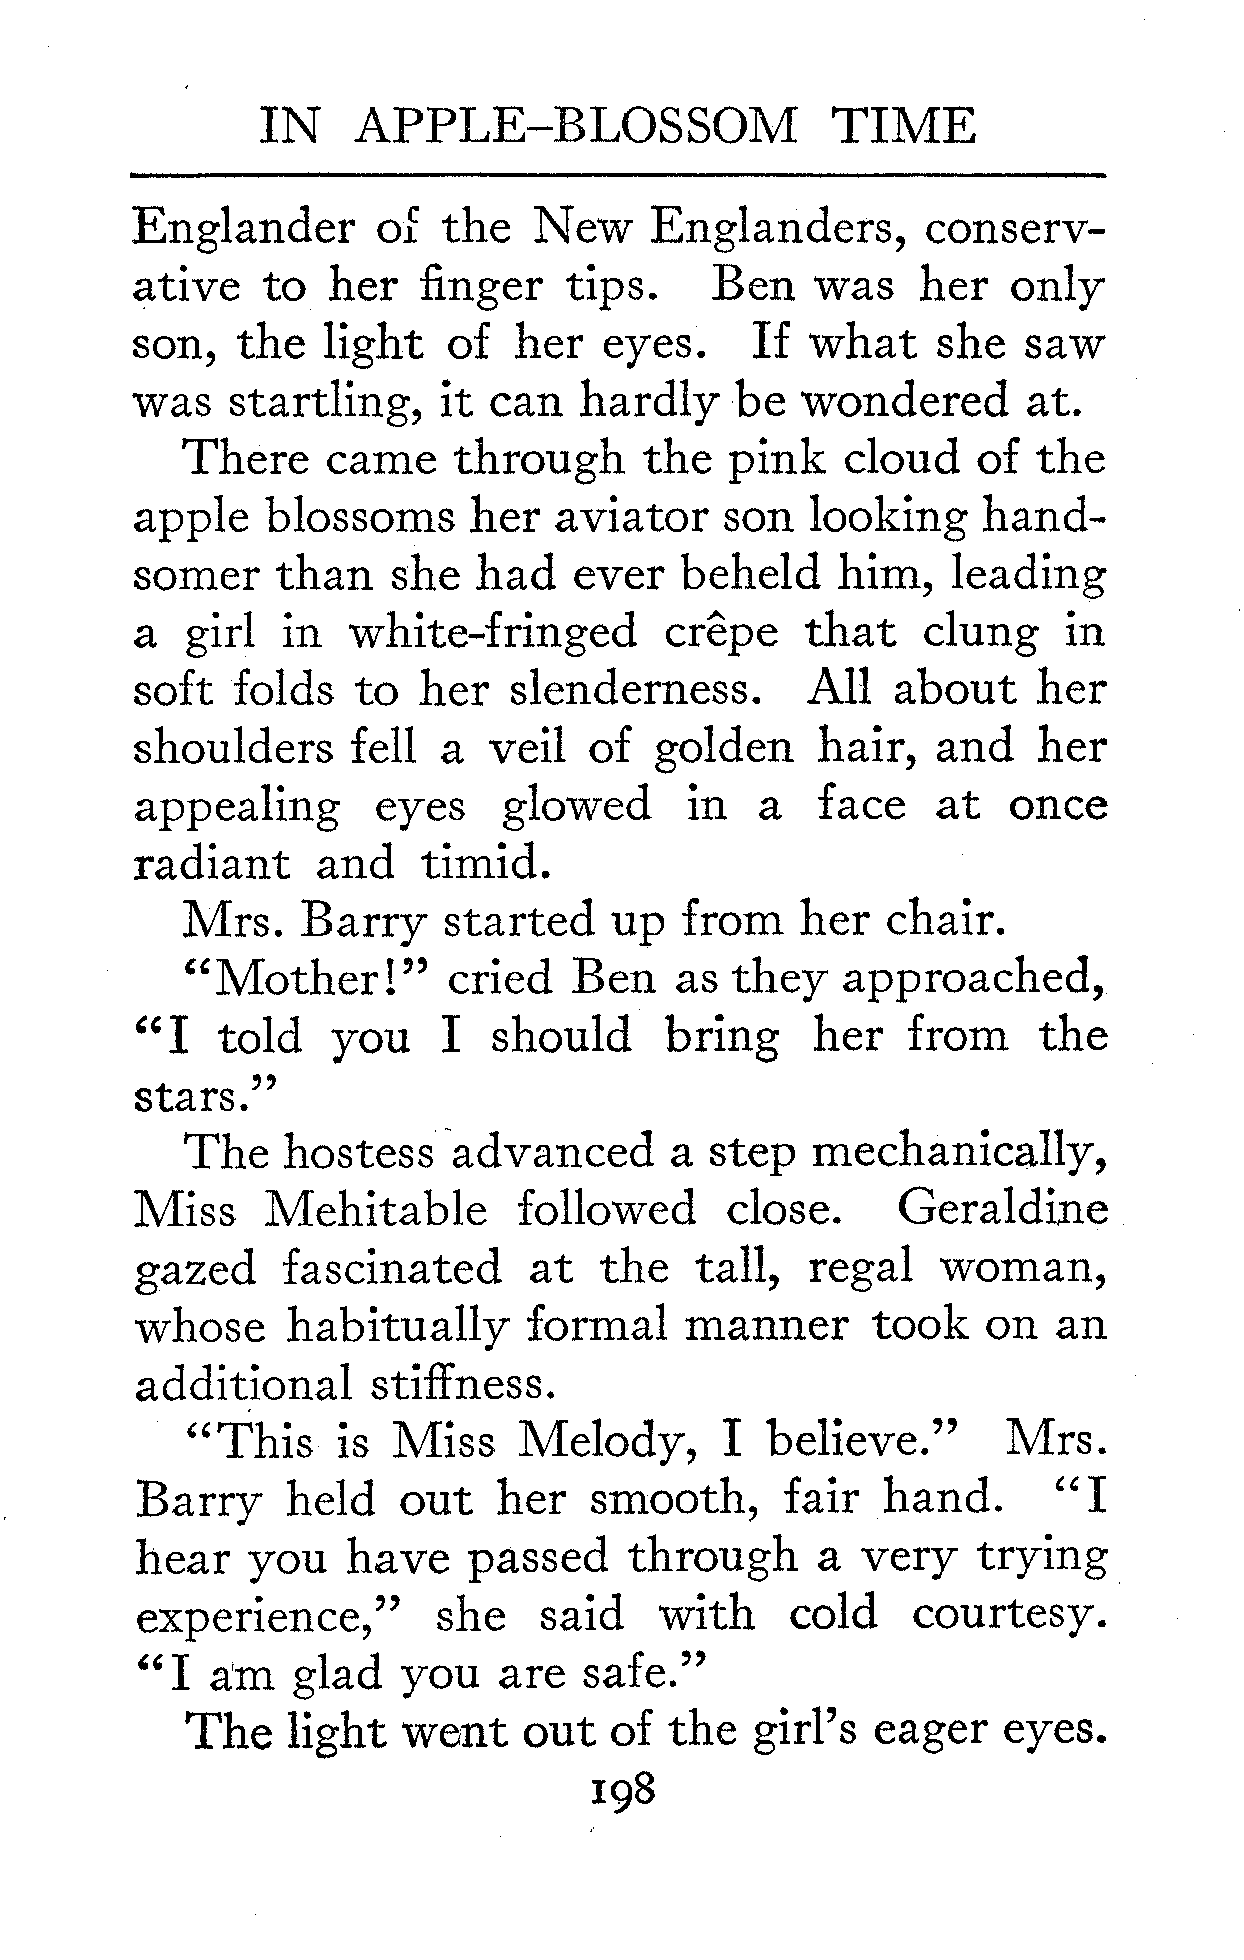 IN APPLE-BLOSSOM TIME
Englander of the New Englanders, conserv-
ative to her finger tips. Ben was her only
son, the light of her eyes. If what she saw
was startling, it can hardly be wondered at.
There came through the pink cloud of the
apple blossoms her aviator son looking hand-
somer than she had ever beheld him, leading
a girl in white-fringed crêpe that clung in
soft folds to her slenderness. All about her
shoulders fell a veil of golden hair, and her
appealing eyes glowed in a face at once
radiant and timid.
Mrs. Barry started up from her chair.
“Mother!” cried Ben as they approached,
“I told you I should bring her from the
stars.”
The hostess advanced a step mechanically,
Miss Mehitable followed close. Geraldine
gazed fascinated at the tall, regal woman,
whose habitually formal manner took on an
additional stiffness.
“This is Miss Melody, I believe.” Mrs.
Barry held out her smooth, fair hand. “I
hear you have passed through a very trying
experience,” she said with cold courtesy.
“I am glad you are safe.”
The light went out of the girl’s eager eyes.
198